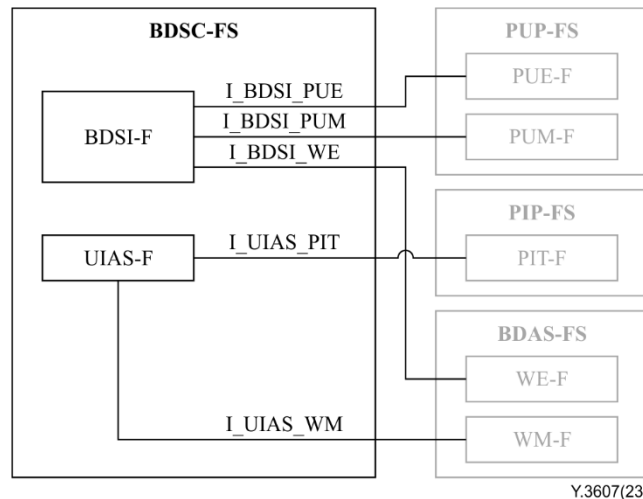 BDSC-FS
BDSI-F
I_BDSI_PUE
I_BDSI_PUM
I_BDSI_WE
UIAS-F
I_UIAS_PIT
I_UIAS_WM
PUP-FS
PUE-F
PUM-F
PIP-FS
PIT-F
BDAS-FS
WE-F
WM-F
Y.3607(23